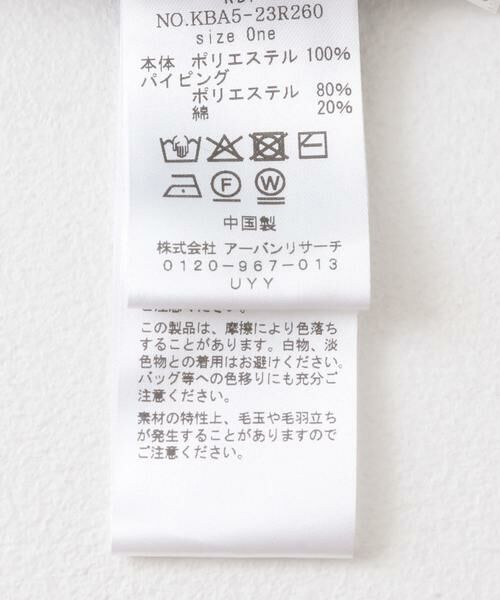 NO.KBA5-23R260
size One
本体 ポリエステル 100%
パイピング
ポリエステル 80%
綿 20%
F W
中国製
株式会社 アーバンリサーチ
0120-967-013
UYY
この製品は、摩擦により色落ち
することがあります。白物、淡
色物との着用はお避けください。
バッグ等への色移りにも充分ご
注意ください。
素材の特性上、毛玉や毛羽立ち
が発生することがありますので
ご注意ください。